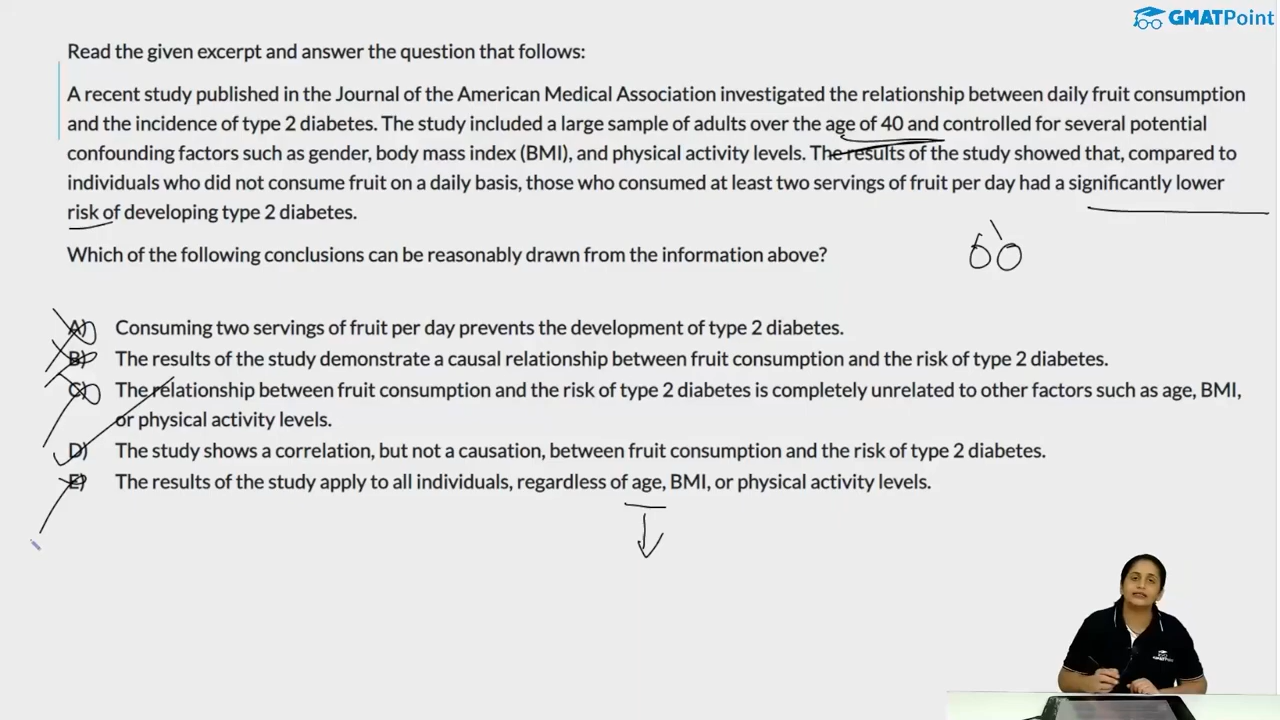 GMATPoint
Read the given excerpt and answer the question that follows:
A recent study published in the Journal of the American Medical Association investigated the relationship between daily fruit consumption
and the incidence of type 2 diabetes. The study included a large sample of adults over the age of 40 and controlled for several potential
confounding factors such as gender, body mass index (BMI), and physical activity levels. The results of the study showed that, compared to
individuals who did not consume fruit on a daily basis, those who consumed at least two servings of fruit per day had a significantly lower
risk of developing type 2 diabetes.
Which of the following conclusions can be reasonably drawn from the information above?
A) Consuming two servings of fruit per day prevents the development of type 2 diabetes.
B) The results of the study demonstrate a causal relationship between fruit consumption and the risk of type 2 diabetes.
C) The relationship between fruit consumption and the risk of type 2 diabetes is completely unrelated to other factors such as age, BMI,
or physical activity levels.
D) The study shows a correlation, but not a causation, between fruit consumption and the risk of type 2 diabetes.
E) The results of the study apply to all individuals, regardless of age, BMI, or physical activity levels.